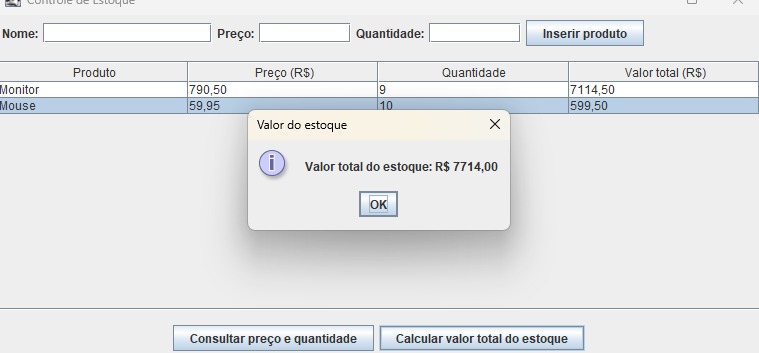 Controle de Estoque
Nome: Preço: Quantidade: Inserir produto
Produto Preço (R$) Quantidade Valor total (R$)
Monitor 790,50 9 7114,50
Mouse 59,95 10 599,50
Valor do estoque
Valor total do estoque: R$ 7714,00
OK
Consultar preço e quantidade Calcular valor total do estoque